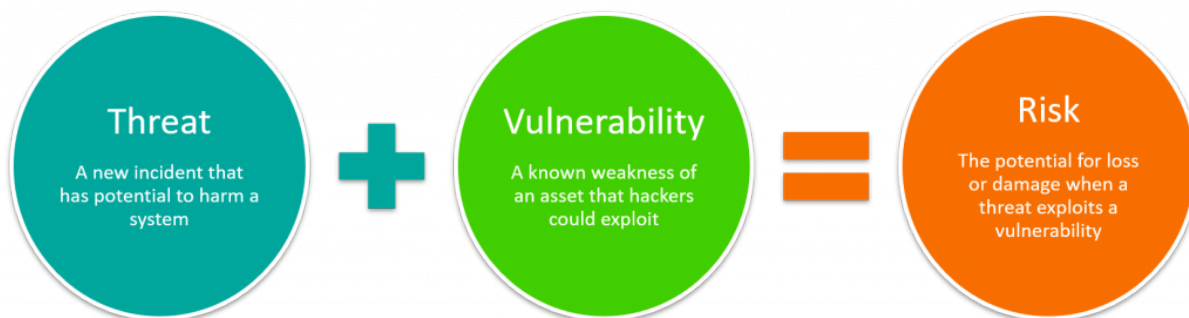 Threat
A new incident that
has potential to harm a
system
Vulnerability
A known weakness of
an asset that hackers
could exploit
Risk
The potential for loss
or damage when a
threat exploits a
vulnerability